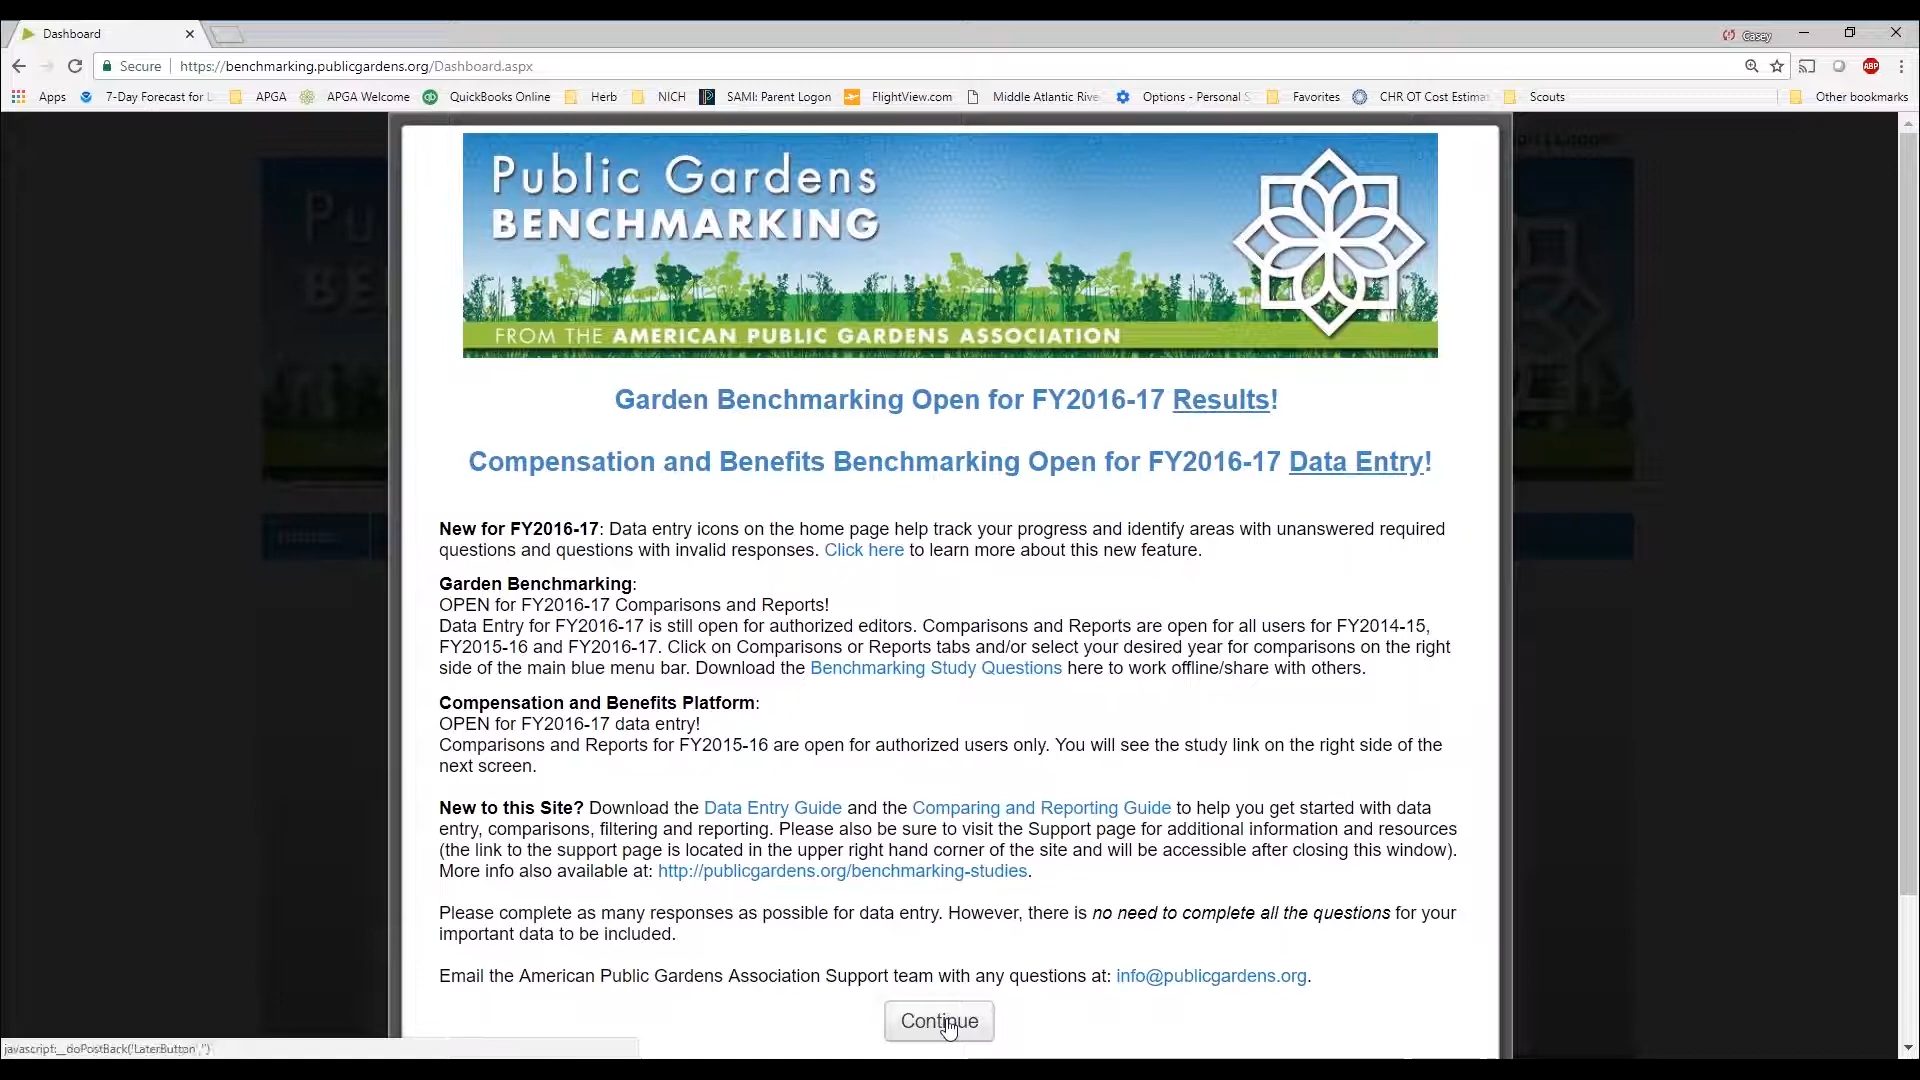 Dashboard
Casey
Secure https://benchmarking.publicgardens.org/Dashboard.aspx
Apps 7-Day Forecast for APGA APGA Welcome QuickBooks Online Herb NICH SAMI: Parent Logon FlightView.com Middle Atlantic Rive Options - Personal S Favorites CHR OT Cost Estima Scouts Other bookmarks
Public Gardens
BENCHMARKING
FROM THE AMERICAN PUBLIC GARDENS ASSOCIATION
Garden Benchmarking Open for FY2016-17 Results!
Compensation and Benefits Benchmarking Open for FY2016-17 Data Entry!
New for FY2016-17: Data entry icons on the home page help track your progress and identify areas with unanswered required
questions and questions with invalid responses. Click here to learn more about this new feature.
Garden Benchmarking:
OPEN for FY2016-17 Comparisons and Reports!
Data Entry for FY2016-17 is still open for authorized editors. Comparisons and Reports are open for all users for FY2014-15,
FY2015-16 and FY2016-17. Click on Comparisons or Reports tabs and/or select your desired year for comparisons on the right
side of the main blue menu bar. Download the Benchmarking Study Questions here to work offline/share with others.
Compensation and Benefits Platform:
OPEN for FY2016-17 data entry!
Comparisons and Reports for FY2015-16 are open for authorized users only. You will see the study link on the right side of the
next screen.
New to this Site? Download the Data Entry Guide and the Comparing and Reporting Guide to help you get started with data
entry, comparisons, filtering and reporting. Please also be sure to visit the Support page for additional information and resources
(the link to the support page is located in the upper right hand corner of the site and will be accessible after closing this window).
More info also available at: http://publicgardens.org/benchmarking-studies.
Please complete as many responses as possible for data entry. However, there is no need to complete all the questions for your
important data to be included.
Email the American Public Gardens Association Support team with any questions at: info@publicgardens.org.
Continue
javascript:__doPostBack('LaterButton','')
ABP